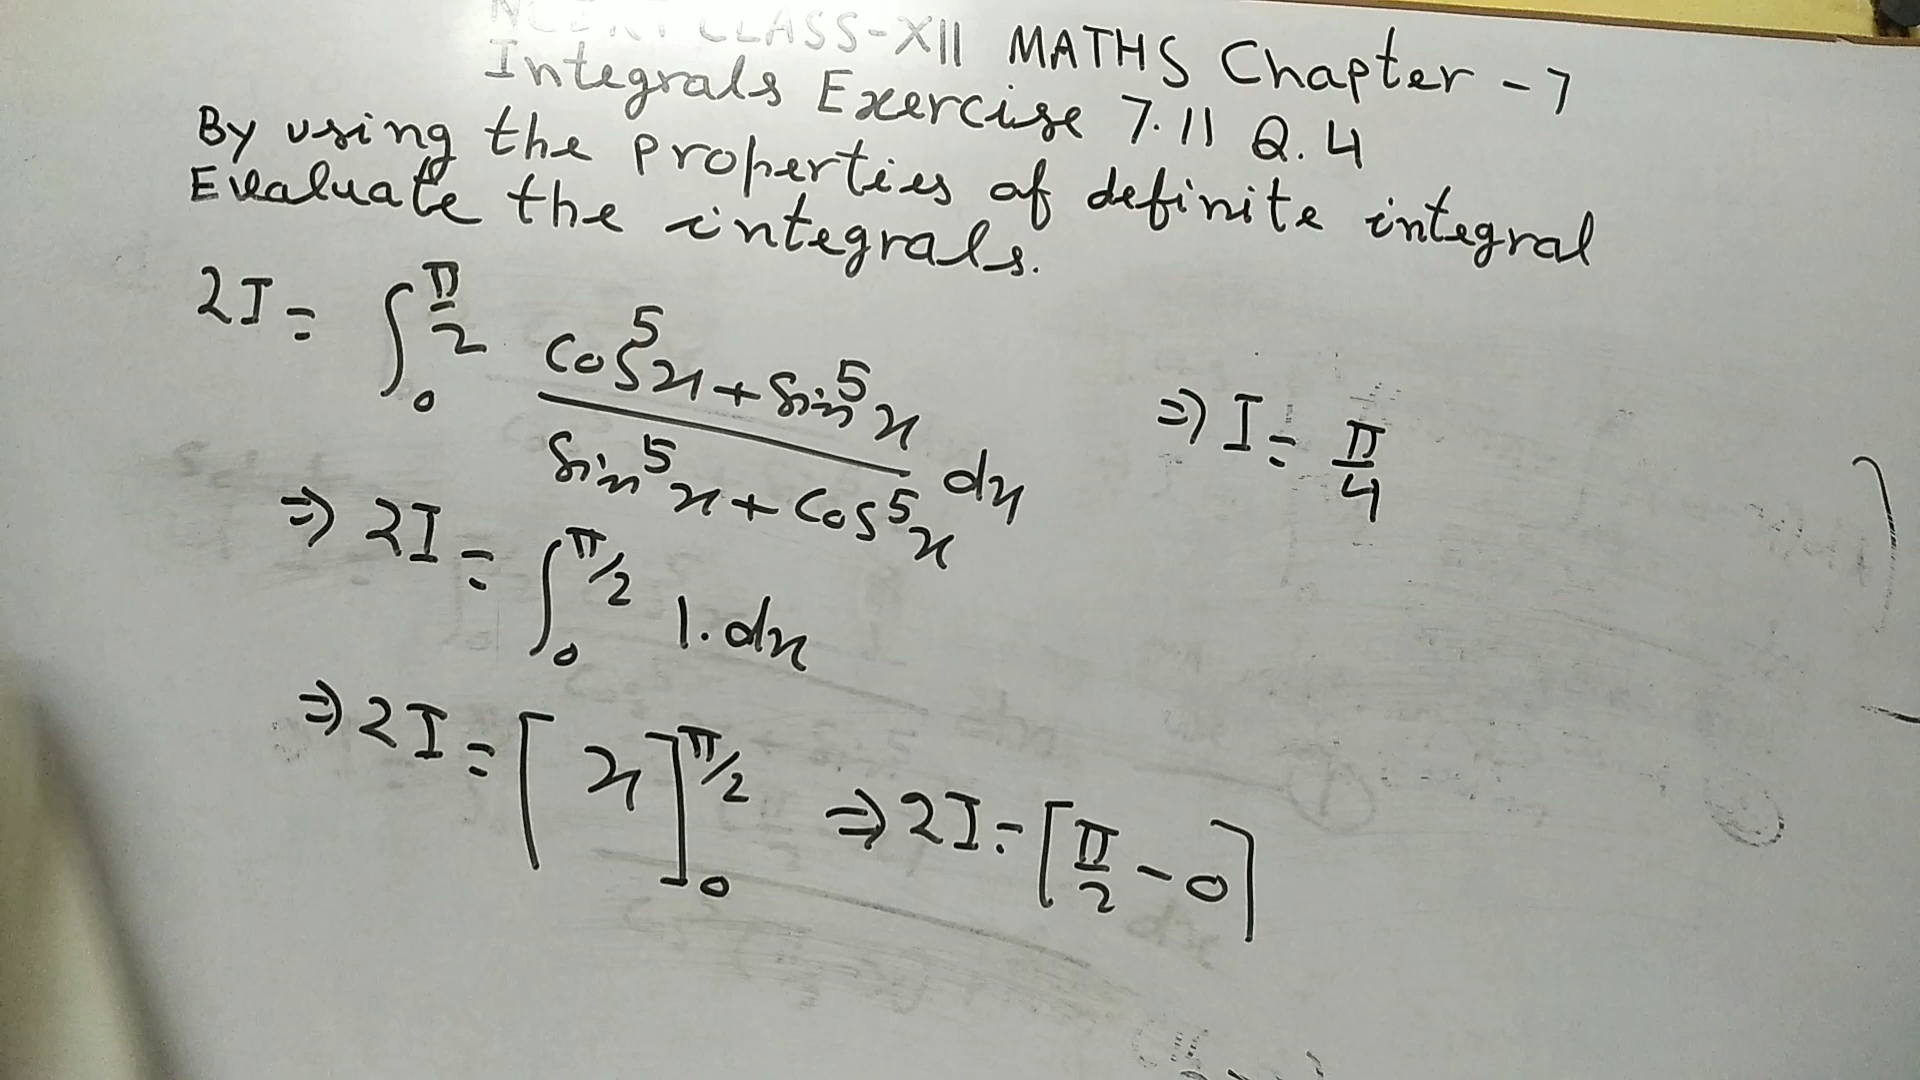 NCERT CLASS-XII MATHS Chapter-7
Integrals Exercise 7.11 Q.4
By using the properties of definite integral
Evaluate the integrals.
2I = ∫₀^(π/2) (cos⁵x + sin⁵x)/(sin⁵x + cos⁵x) dx
⇒ 2I = ∫₀^(π/2) 1.dx
⇒ 2I = [x]₀^(π/2) ⇒ 2I = [π/2 - 0]
⇒ I = π/4